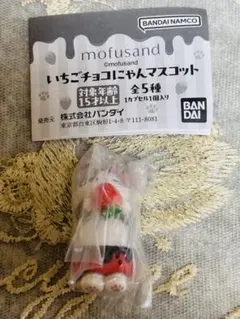 BANDAI NAMCO
mofusand
©mofusand
いちごチョコにゃんマスコット
対象年齢
15才以上
全5種
1カプセル1個入り
発売元 株式会社バンダイ
東京都台東区駒形1-4-8 〒111-8081
BAN
DAI